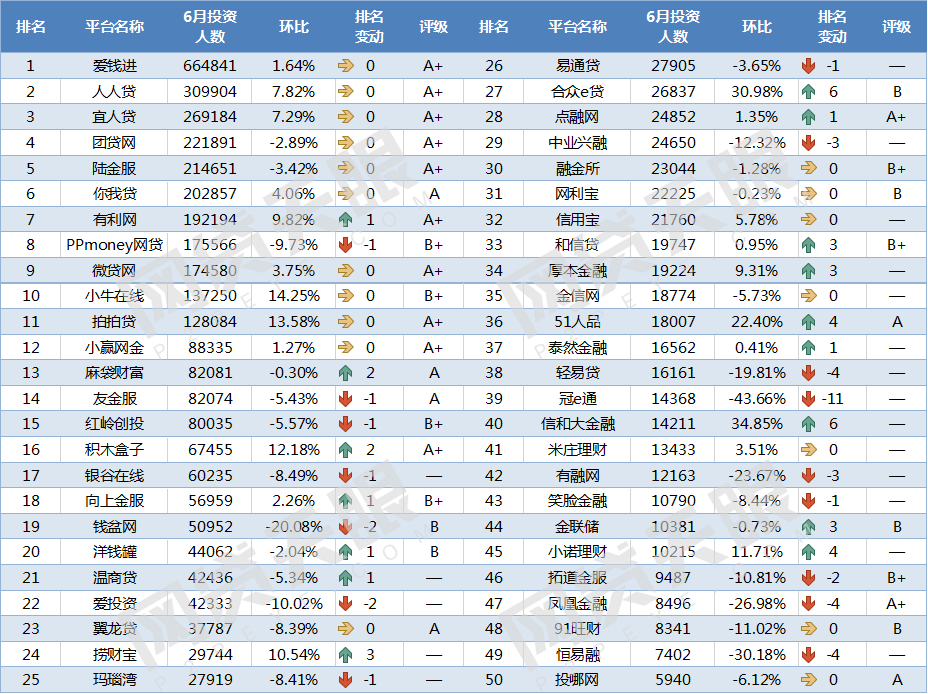 排名 平台名称 6月投资人数 环比 排名变动 评级 排名 平台名称 6月投资人数 环比 排名变动 评级
1 爱钱进 664841 1.64% 0 A+ 26 易通贷 27905 -3.65% -1 —
2 人人贷 309904 7.82% 0 A+ 27 合众e贷 26837 30.98% 6 B
3 宜人贷 269184 7.29% 0 A+ 28 点融网 24852 1.35% 1 A+
4 团贷网 221891 -2.89% 0 A+ 29 中业兴融 24650 -12.32% -3 —
5 陆金服 214651 -3.42% 0 A+ 30 融金所 23044 -1.28% 0 B+
6 你我贷 202857 4.06% 0 A 31 网利宝 22225 -0.23% 0 B
7 有利网 192194 9.82% 1 A+ 32 信用宝 21760 5.78% 0 —
8 PPmoney网贷 175566 -9.73% -1 B+ 33 和信贷 19747 0.95% 3 B+
9 微贷网 174580 3.75% 0 A+ 34 厚本金融 19224 9.31% 3 —
10 小牛在线 137250 14.25% 0 B+ 35 金信网 18774 -5.73% 0 —
11 拍拍贷 128084 13.58% 0 A+ 36 51人品 18007 22.40% 4 A
12 小赢网金 88335 1.27% 0 A+ 37 泰然金融 16562 0.41% 1 —
13 麻袋财富 82081 -0.30% 2 A 38 轻易贷 16161 -19.81% -4 —
14 友金服 82074 -5.43% -1 A 39 冠e通 14368 -43.66% -11 —
15 红岭创投 80035 -5.57% -1 B+ 40 信和大金融 14211 34.85% 6 —
16 积木盒子 67455 12.18% 2 A+ 41 米庄理财 13433 3.51% 0 —
17 银谷在线 60235 -8.49% -1 — 42 有融网 12163 -23.67% -3 —
18 向上金服 56959 2.26% 1 B+ 43 笑脸金融 10790 -8.44% -1 —
19 钱盆网 50952 -20.08% -2 B 44 金联储 10381 -0.73% 3 B
20 洋钱罐 44062 -2.04% 1 B 45 小诺理财 10215 11.71% 4 —
21 温商贷 42436 -5.34% 1 — 46 拓道金服 9487 -10.81% -2 B+
22 爱投资 42333 -10.02% -2 — 47 凤凰金融 8496 -26.98% -4 A+
23 翼龙贷 37787 -8.39% 0 A 48 91旺财 8341 -11.02% 0 B
24 捞财宝 29744 10.54% 3 — 49 恒易融 7402 -30.18% -4 —
25 玛瑙湾 27919 -8.41% -1 — 50 投哪网 5940 -6.12% 0 A